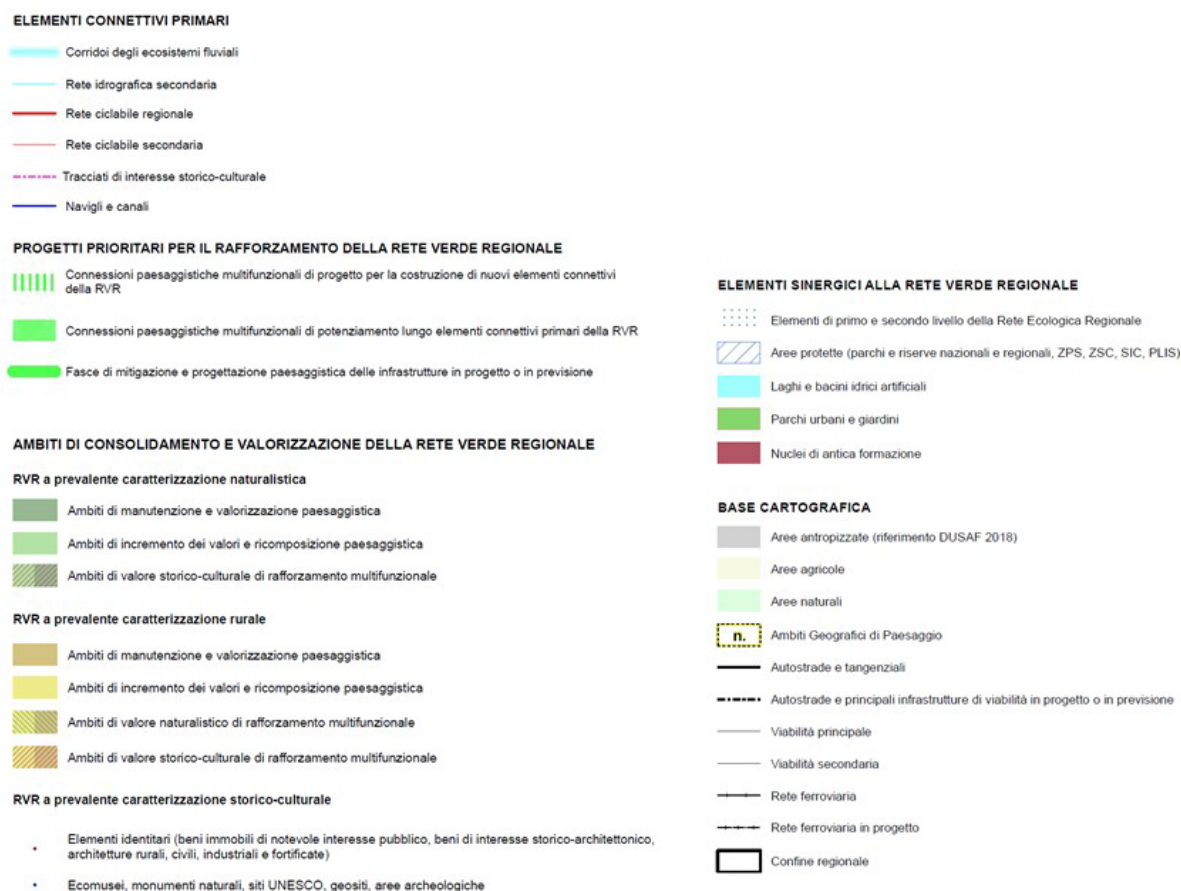 ELEMENTI CONNETTIVI PRIMARI
Corridoi degli ecosistemi fluviali
Rete idrografica secondaria
Rete ciclabile regionale
Rete ciclabile secondaria
Tracciati di interesse storico-culturale
Navigli e canali
PROGETTI PRIORITARI PER IL RAFFORZAMENTO DELLA RETE VERDE REGIONALE
Connessioni paesaggistiche multifunzionali di progetto per la costruzione di nuovi elementi connettivi
della RVR
Connessioni paesaggistiche multifunzionali di potenziamento lungo elementi connettivi primari della RVR
Fasce di mitigazione e progettazione paesaggistica delle infrastrutture in progetto o in previsione
AMBITI DI CONSOLIDAMENTO E VALORIZZAZIONE DELLA RETE VERDE REGIONALE
RVR a prevalente caratterizzazione naturalistica
Ambiti di manutenzione e valorizzazione paesaggistica
Ambiti di incremento dei valori e ricomposizione paesaggistica
Ambiti di valore storico-culturale di rafforzamento multifunzionale
RVR a prevalente caratterizzazione rurale
Ambiti di manutenzione e valorizzazione paesaggistica
Ambiti di incremento dei valori e ricomposizione paesaggistica
Ambiti di valore naturalistico di rafforzamento multifunzionale
Ambiti di valore storico-culturale di rafforzamento multifunzionale
RVR a prevalente caratterizzazione storico-culturale
Elementi identitari (beni immobili di notevole interesse pubblico, beni di interesse storico-architettonico,
architetture rurali, civili, industriali e fortificate)
Ecomusei, monumenti naturali, siti UNESCO, geositi, aree archeologiche
ELEMENTI SINERGICI ALLA RETE VERDE REGIONALE
Elementi di primo e secondo livello della Rete Ecologica Regionale
Aree protette (parchi e riserve nazionali e regionali, ZPS, ZSC, SIC, PLIS)
Laghi e bacini idrici artificiali
Parchi urbani e giardini
Nuclei di antica formazione
BASE CARTOGRAFICA
Aree antropizzate (riferimento DUSAF 2018)
Aree agricole
Aree naturali
n. Ambiti Geografici di Paesaggio
Autostrade e tangenziali
Autostrade e principali infrastrutture di viabilità in progetto o in previsione
Viabilità principale
Viabilità secondaria
Rete ferroviaria
Rete ferroviaria in progetto
Confine regionale